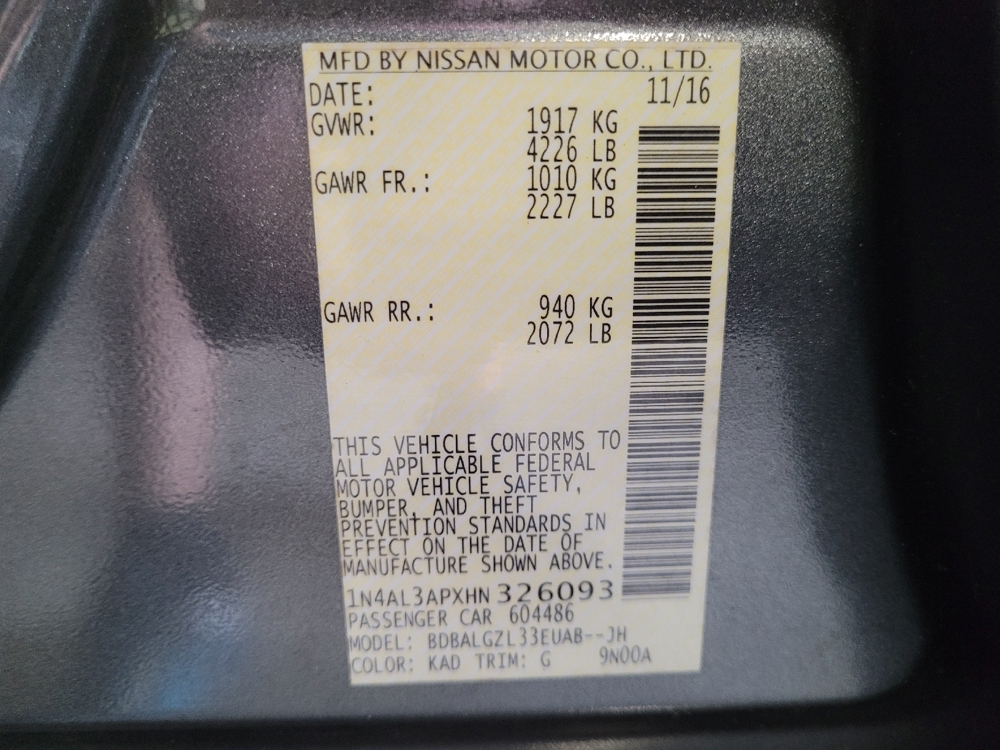 MFD BY NISSAN MOTOR CO., LTD.
DATE: 11/16
GVWR: 1917 KG
4226 LB
GAWR FR.: 1010 KG
2227 LB
GAWR RR.: 940 KG
2072 LB
THIS VEHICLE CONFORMS TO
ALL APPLICABLE FEDERAL
MOTOR VEHICLE SAFETY,
BUMPER, AND THEFT
PREVENTION STANDARDS IN
EFFECT ON THE DATE OF
MANUFACTURE SHOWN ABOVE.
1N4AL3APXHN 326093
PASSENGER CAR 604486
MODEL: BDBALGZL33EUAB--JH
COLOR: KAD TRIM: G 9N00A